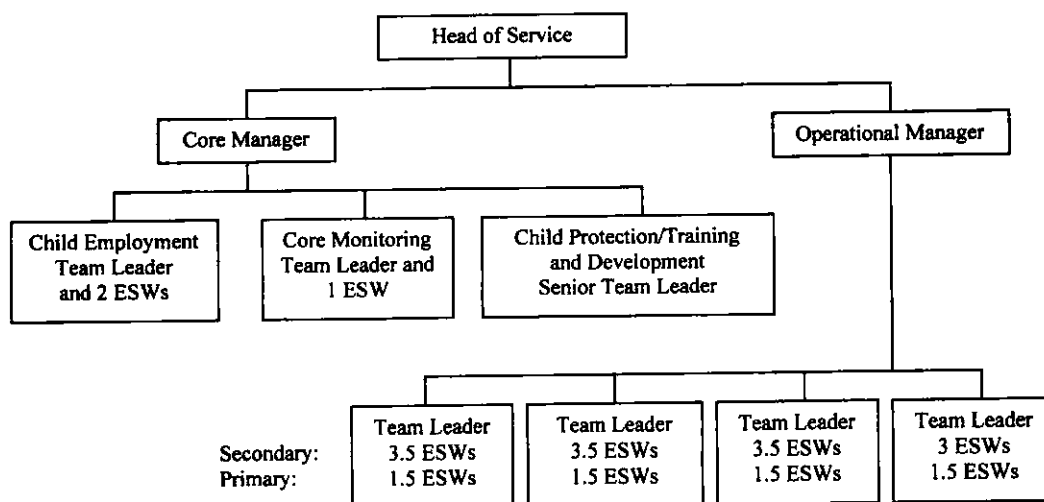 Head of Service
Core Manager
Operational Manager
Child Employment
Team Leader
and 2 ESWs
Core Monitoring
Team Leader and
1 ESW
Child Protection/Training
and Development
Senior Team Leader
Secondary:
Primary:
Team Leader
3.5 ESWs
1.5 ESWs
Team Leader
3.5 ESWs
1.5 ESWs
Team Leader
3.5 ESWs
1.5 ESWs
Team Leader
3 ESWs
1.5 ESWs